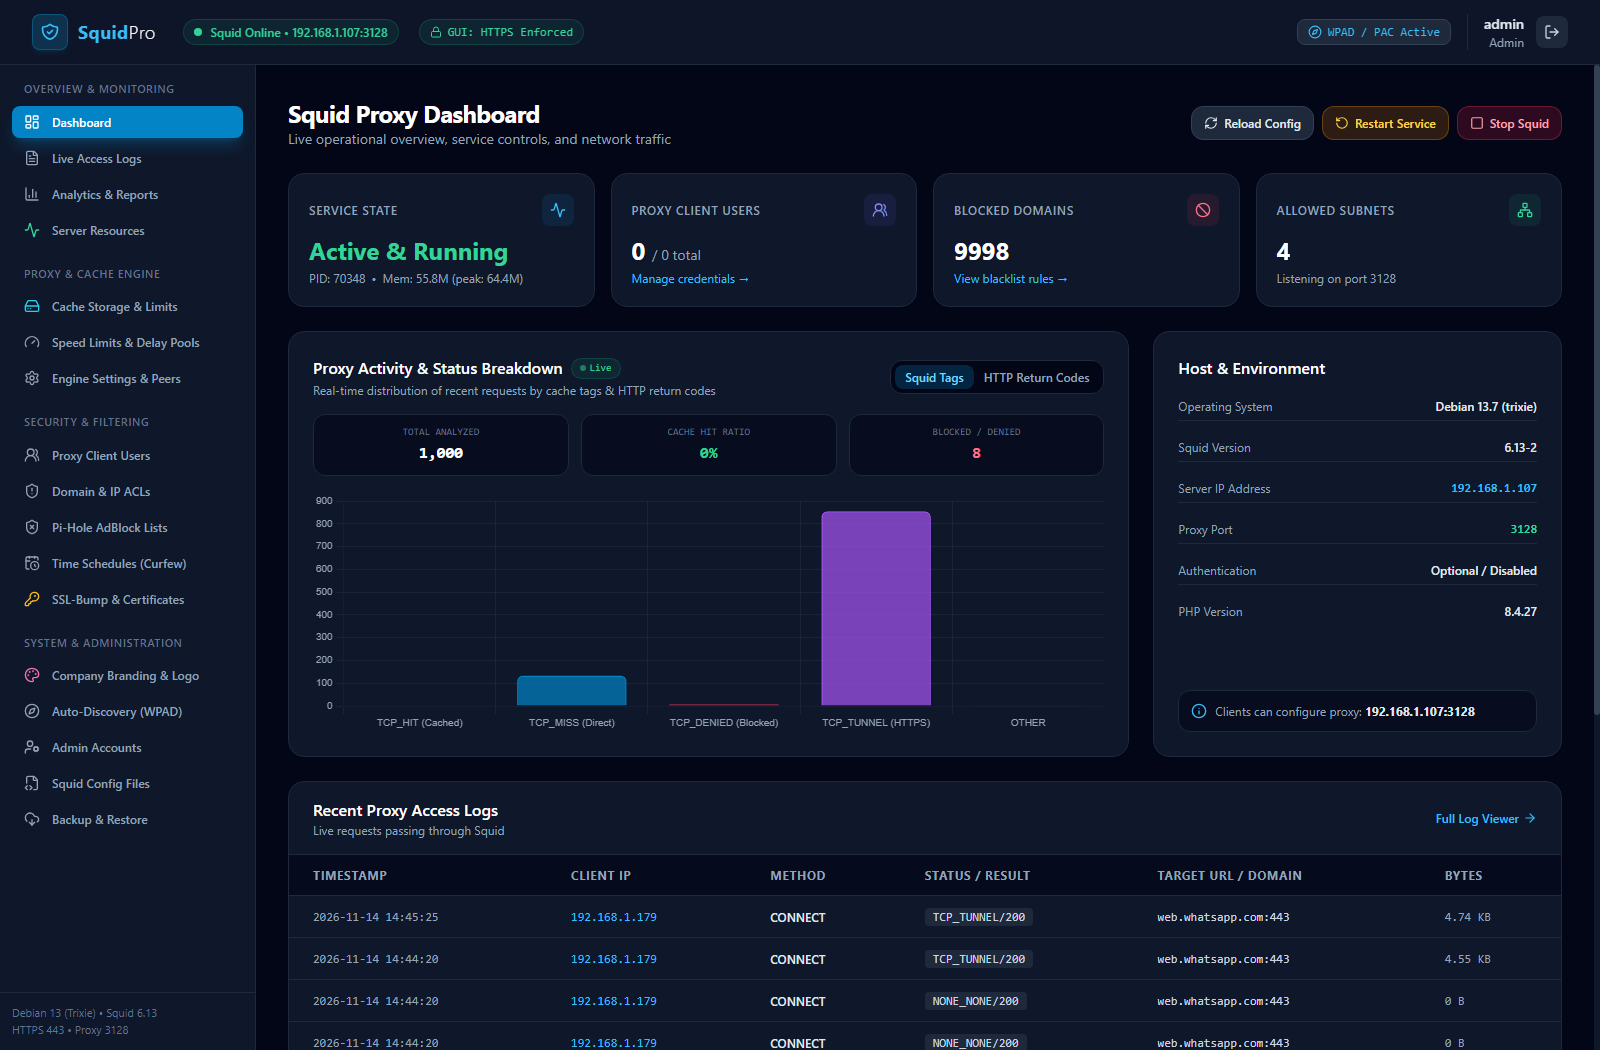 SquidPro
Squid Online • 192.168.1.107:3128
GUI: HTTPS Enforced
WPAD / PAC Active
admin
Admin
OVERVIEW & MONITORING
Dashboard
Live Access Logs
Analytics & Reports
Server Resources
PROXY & CACHE ENGINE
Cache Storage & Limits
Speed Limits & Delay Pools
Engine Settings & Peers
SECURITY & FILTERING
Proxy Client Users
Domain & IP ACLs
Pi-Hole AdBlock Lists
Time Schedules (Curfew)
SSL-Bump & Certificates
SYSTEM & ADMINISTRATION
Company Branding & Logo
Auto-Discovery (WPAD)
Admin Accounts
Squid Config Files
Backup & Restore
Debian 13 (Trixie) • Squid 6.13
HTTPS 443 • Proxy 3128
Squid Proxy Dashboard
Live operational overview, service controls, and network traffic
Reload Config
Restart Service
Stop Squid
SERVICE STATE
Active & Running
PID: 70348 • Mem: 55.8M (peak: 64.4M)
PROXY CLIENT USERS
0 / 0 total
Manage credentials →
BLOCKED DOMAINS
9998
View blacklist rules →
ALLOWED SUBNETS
4
Listening on port 3128
Proxy Activity & Status Breakdown
Live
Real-time distribution of recent requests by cache tags & HTTP return codes
Squid Tags
HTTP Return Codes
TOTAL ANALYZED
1,000
CACHE HIT RATIO
0%
BLOCKED / DENIED
8
900
800
700
600
500
400
300
200
100
0
TCP_HIT (Cached)
TCP_MISS (Direct)
TCP_DENIED (Blocked)
TCP_TUNNEL (HTTPS)
OTHER
Host & Environment
Operating System Debian 13.7 (trixie)
Squid Version 6.13-2
Server IP Address 192.168.1.107
Proxy Port 3128
Authentication Optional / Disabled
PHP Version 8.4.27
Clients can configure proxy: 192.168.1.107:3128
Recent Proxy Access Logs
Live requests passing through Squid
Full Log Viewer →
TIMESTAMP CLIENT IP METHOD STATUS / RESULT TARGET URL / DOMAIN BYTES
2026-11-14 14:45:25 192.168.1.179 CONNECT TCP_TUNNEL/200 web.whatsapp.com:443 4.74 KB
2026-11-14 14:44:20 192.168.1.179 CONNECT TCP_TUNNEL/200 web.whatsapp.com:443 4.55 KB
2026-11-14 14:44:20 192.168.1.179 CONNECT NONE_NONE/200 web.whatsapp.com:443 0 B
2026-11-14 14:44:20 192.168.1.179 CONNECT NONE_NONE/200 web.whatsapp.com:443 0 B